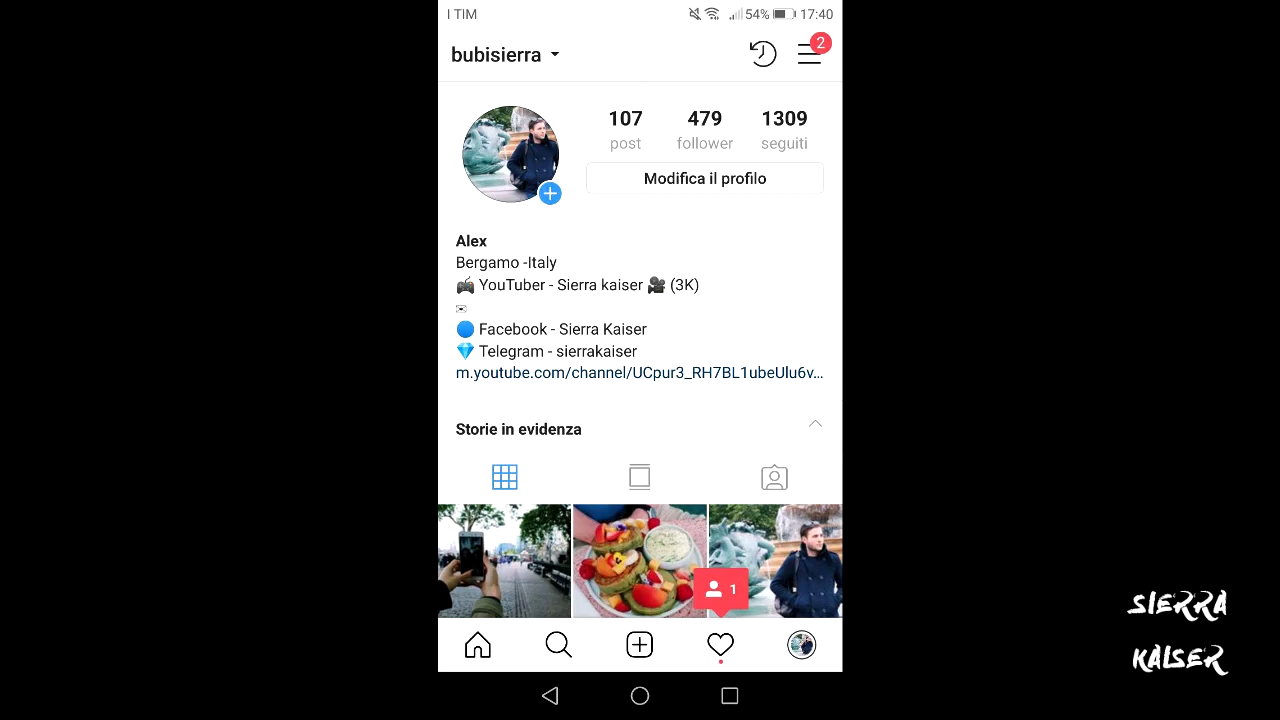 I TIM 54% 17:40
bubisierra 2
107 479 1309
post follower seguiti
Modifica il profilo
Alex
Bergamo -Italy
🎮 YouTuber - Sierra kaiser 🎥 (3K)
Facebook - Sierra Kaiser
Telegram - sierrakaiser
m.youtube.com/channel/UCpur3_RH7BL1ubeUlu6v...
Storie in evidenza
1
SIERRA
KAISER